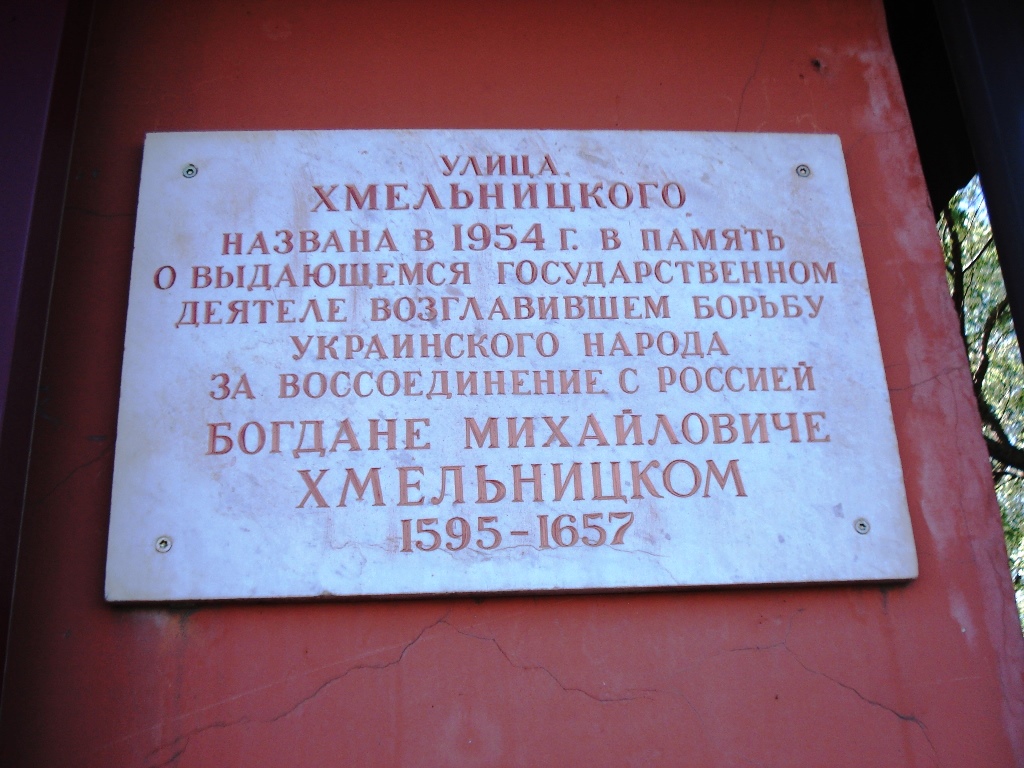 УЛИЦА
ХМЕЛЬНИЦКОГО
НАЗВАНА В 1954 Г. В ПАМЯТЬ
О ВЫДАЮЩЕМСЯ ГОСУДАРСТВЕННОМ
ДЕЯТЕЛЕ ВОЗГЛАВИВШЕМ БОРЬБУ
УКРАИНСКОГО НАРОДА
ЗА ВОССОЕДИНЕНИЕ С РОССИЕЙ
БОГДАНЕ МИХАЙЛОВИЧЕ
ХМЕЛЬНИЦКОМ
1595-1657